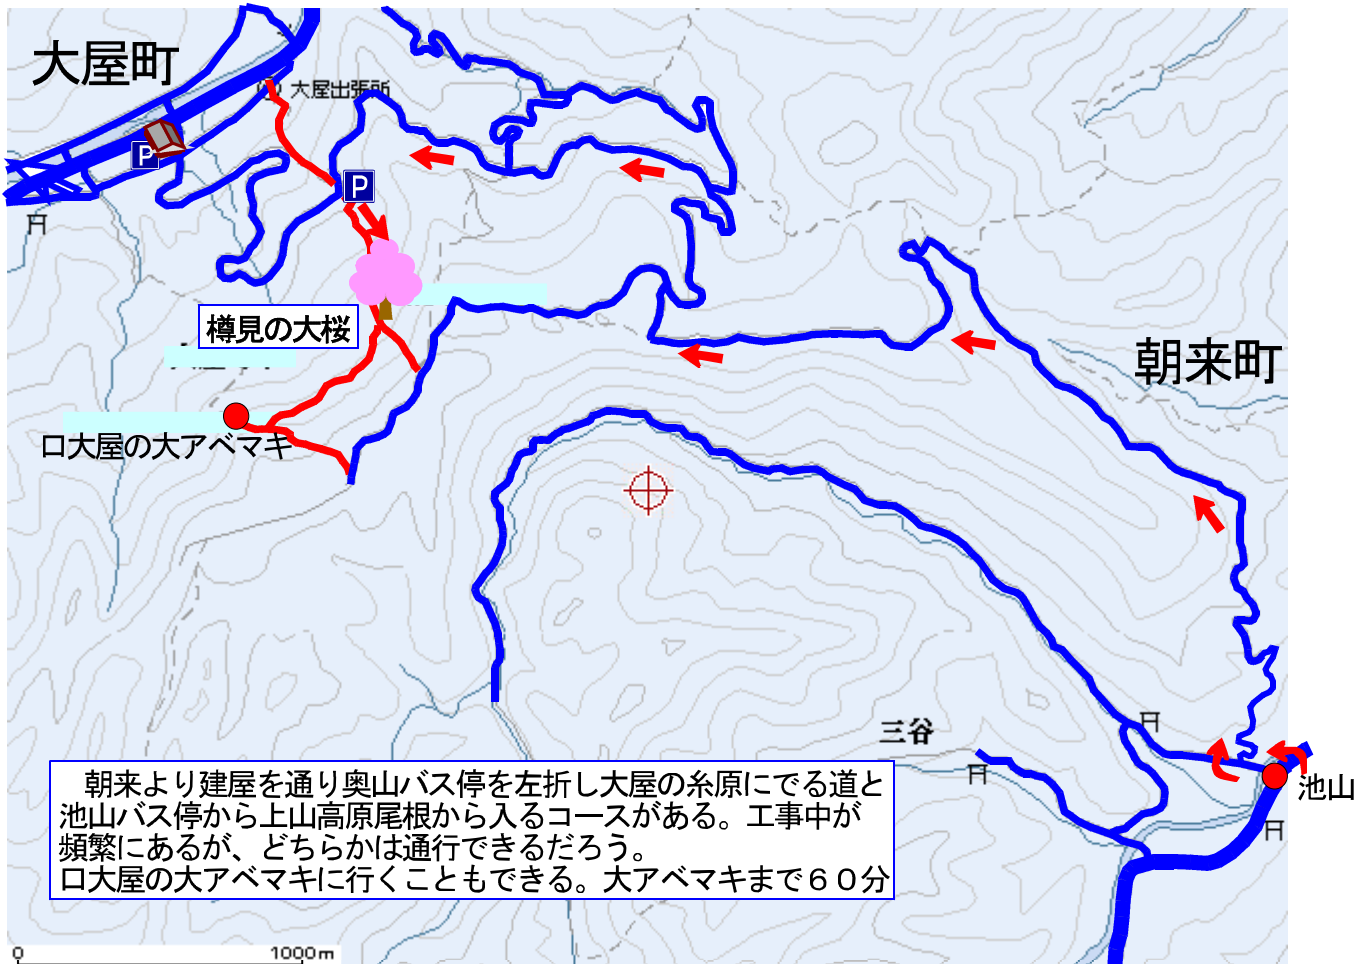 大屋町
大屋出張所
P
P
樽見の大桜
朝来町
口大屋の大アベマキ
三谷
池山
朝来より建屋を通り奥山バス停を左折し大屋の糸原にでる道と
池山バス停から上山高原尾根から入るコースがある。工事中が
頻繁にあるが、どちらかは通行できるだろう。
口大屋の大アベマキに行くこともできる。大アベマキまで６０分
0 1000m